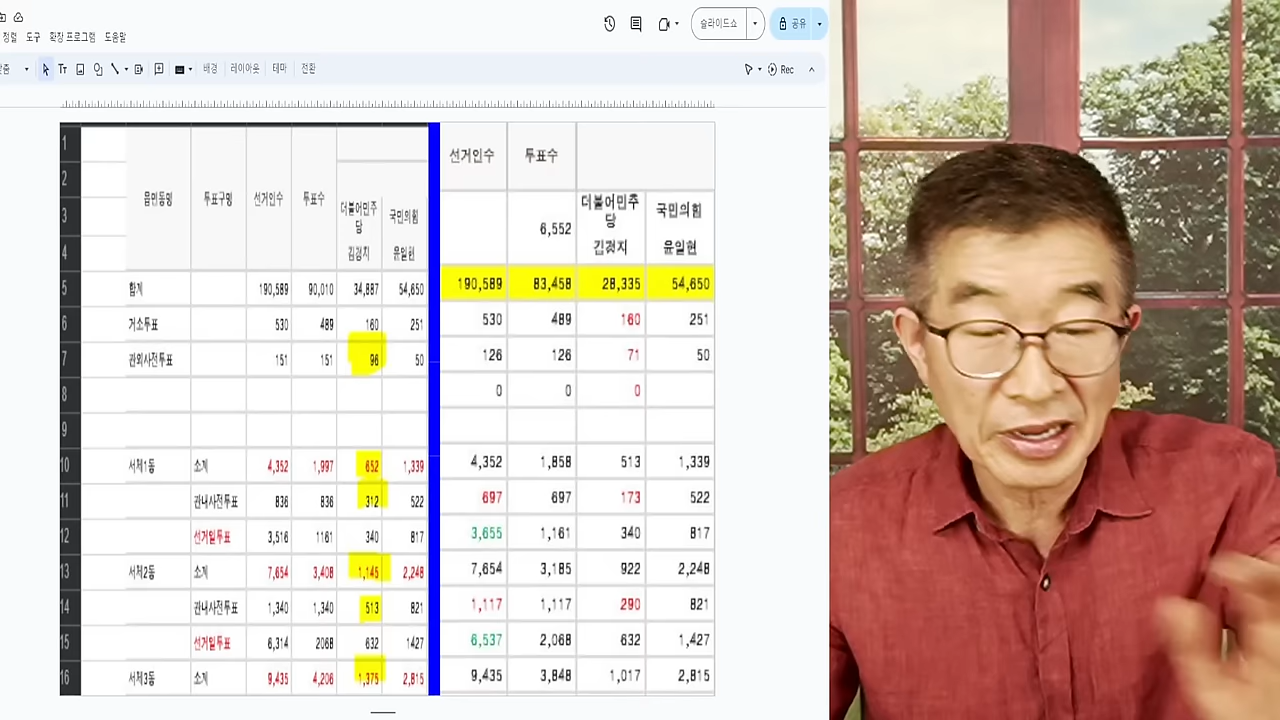 정렬 도구 확장 프로그램 도움말
슬라이드쇼 공유
배경 레이아웃 테마 전환 Rec
1
2
3
4
읍면동명 투표구명 선거인수 투표수 더불어민주당 김경지 국민의힘 윤일현
선거인수 투표수
6,552 더불어민주당 김경지 국민의힘 윤일현
5 합계 190,589 90,010 34,887 54,650 190,589 83,458 28,335 54,650
6 거소투표 530 489 160 251 530 489 160 251
7 관외사전투표 151 151 96 50 126 126 71 50
8 0 0 0
9
10 서제1동 소계 4,352 1,997 652 1,339 4,352 1,858 513 1,339
11 관내사전투표 836 836 312 522 697 697 173 522
12 선거일투표 3,516 1161 340 817 3,655 1,161 340 817
13 서제2동 소계 7,654 3,408 1,145 2,248 7,654 3,185 922 2,248
14 관내사전투표 1,340 1,340 513 821 1,117 1,117 290 821
15 선거일투표 6,314 2068 632 1427 6,537 2,068 632 1,427
16 서제3동 소계 9,435 4,206 1,375 2,815 9,435 3,848 1,017 2,815